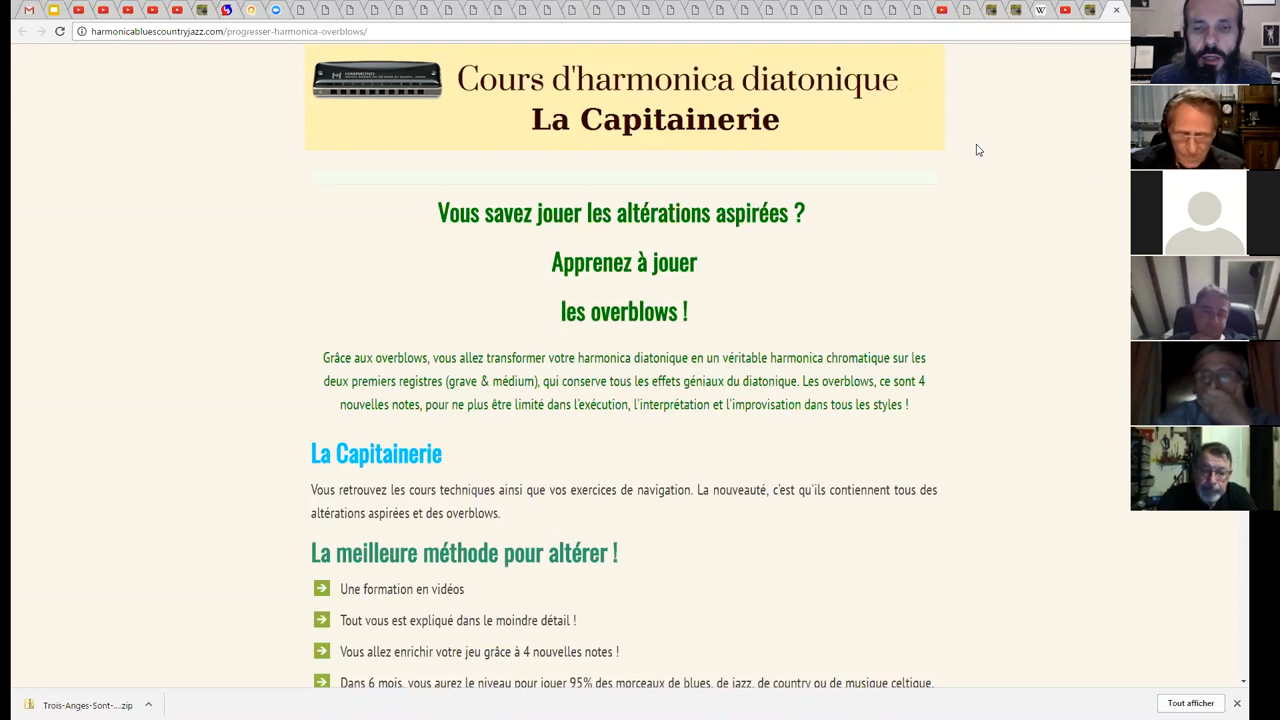 harmonicabluescountryjazz.com/progresser-harmonica-overblows/
HAMMOND
Cours d'harmonica diatonique
La Capitainerie
Vous savez jouer les altérations aspirées ?
Apprenez à jouer
les overblows !
Grâce aux overblows, vous allez transformer votre harmonica diatonique en un véritable harmonica chromatique sur les
deux premiers registres (grave & médium), qui conserve tous les effets géniaux du diatonique. Les overblows, ce sont 4
nouvelles notes, pour ne plus être limité dans l'exécution, l'interprétation et l'improvisation dans tous les styles !
La Capitainerie
Vous retrouvez les cours techniques ainsi que vos exercices de navigation. La nouveauté, c'est qu'ils contiennent tous des
altérations aspirées et des overblows.
La meilleure méthode pour altérer !
Une formation en vidéos
Tout vous est expliqué dans le moindre détail !
Vous allez enrichir votre jeu grâce à 4 nouvelles notes !
Dans 6 mois, vous aurez le niveau pour jouer 95% des morceaux de blues, de jazz, de country ou de musique celtique.
Trois-Anges-Sont-....zip
Tout afficher